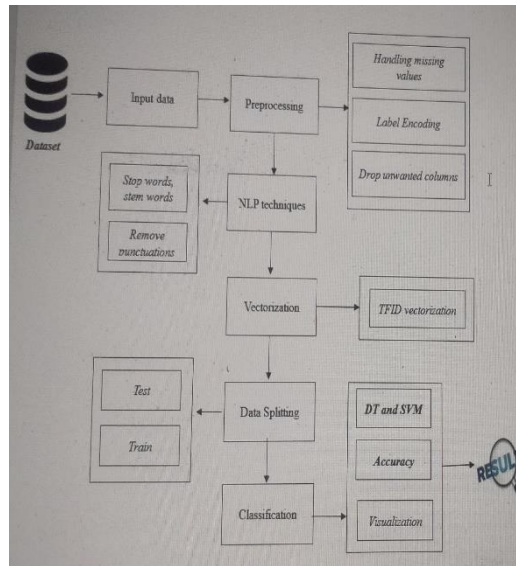 Dataset
Input data
Preprocessing
Handling missing
values
Label Encoding
Drop unwanted columns
Stop words,
stem words
Remove
punctuations
NLP techniques
Vectorization
TFID vectorization
Test
Train
Data Splitting
DT and SVM
Accuracy
Visualization
RESUL
Classification